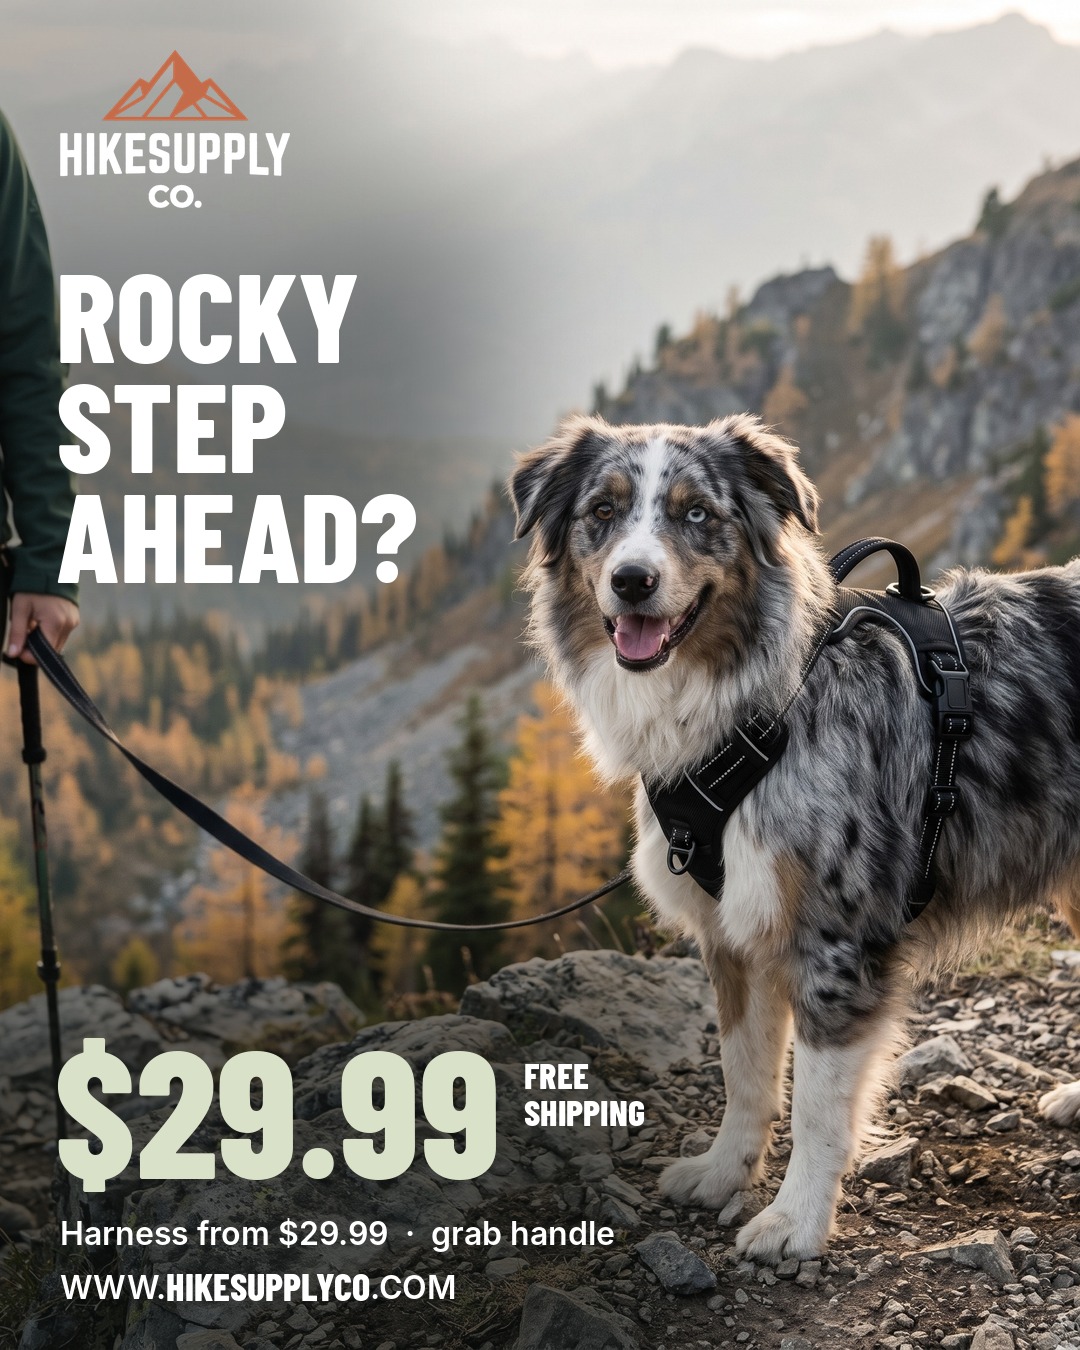 HIKESUPPLY
CO.
ROCKY
STEP
AHEAD?
$29.99
FREE
SHIPPING
Harness from $29.99 · grab handle
WWW.HIKESUPPLYCO.COM